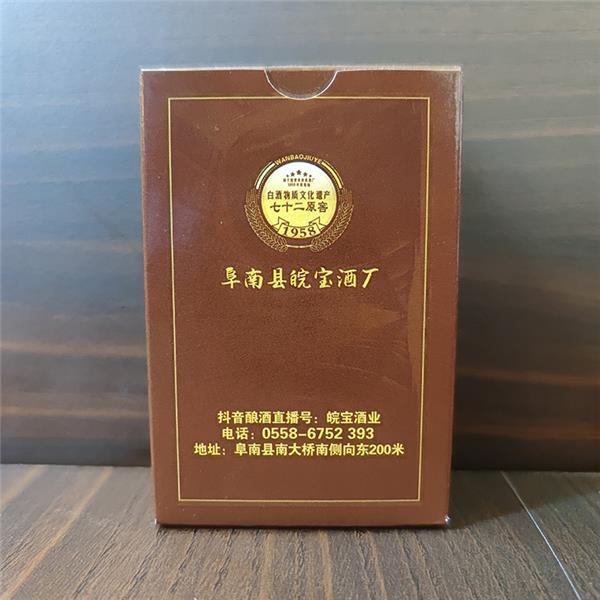 WANBAOJIUYE
白酒物质文化遗产
七十二原窖
1958
阜南县皖宝酒厂
抖音酿酒直播号：皖宝酒业
电话：0558-6752 393
地址：阜南县南大桥南侧向东200米